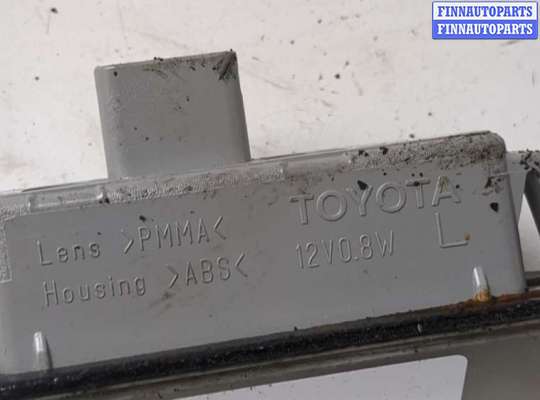 FINNAUTOPARTS
FINNAUTOPARTS
TOYOTA
Lens >PMMA<
12V0.8W L
Housing >ABS<